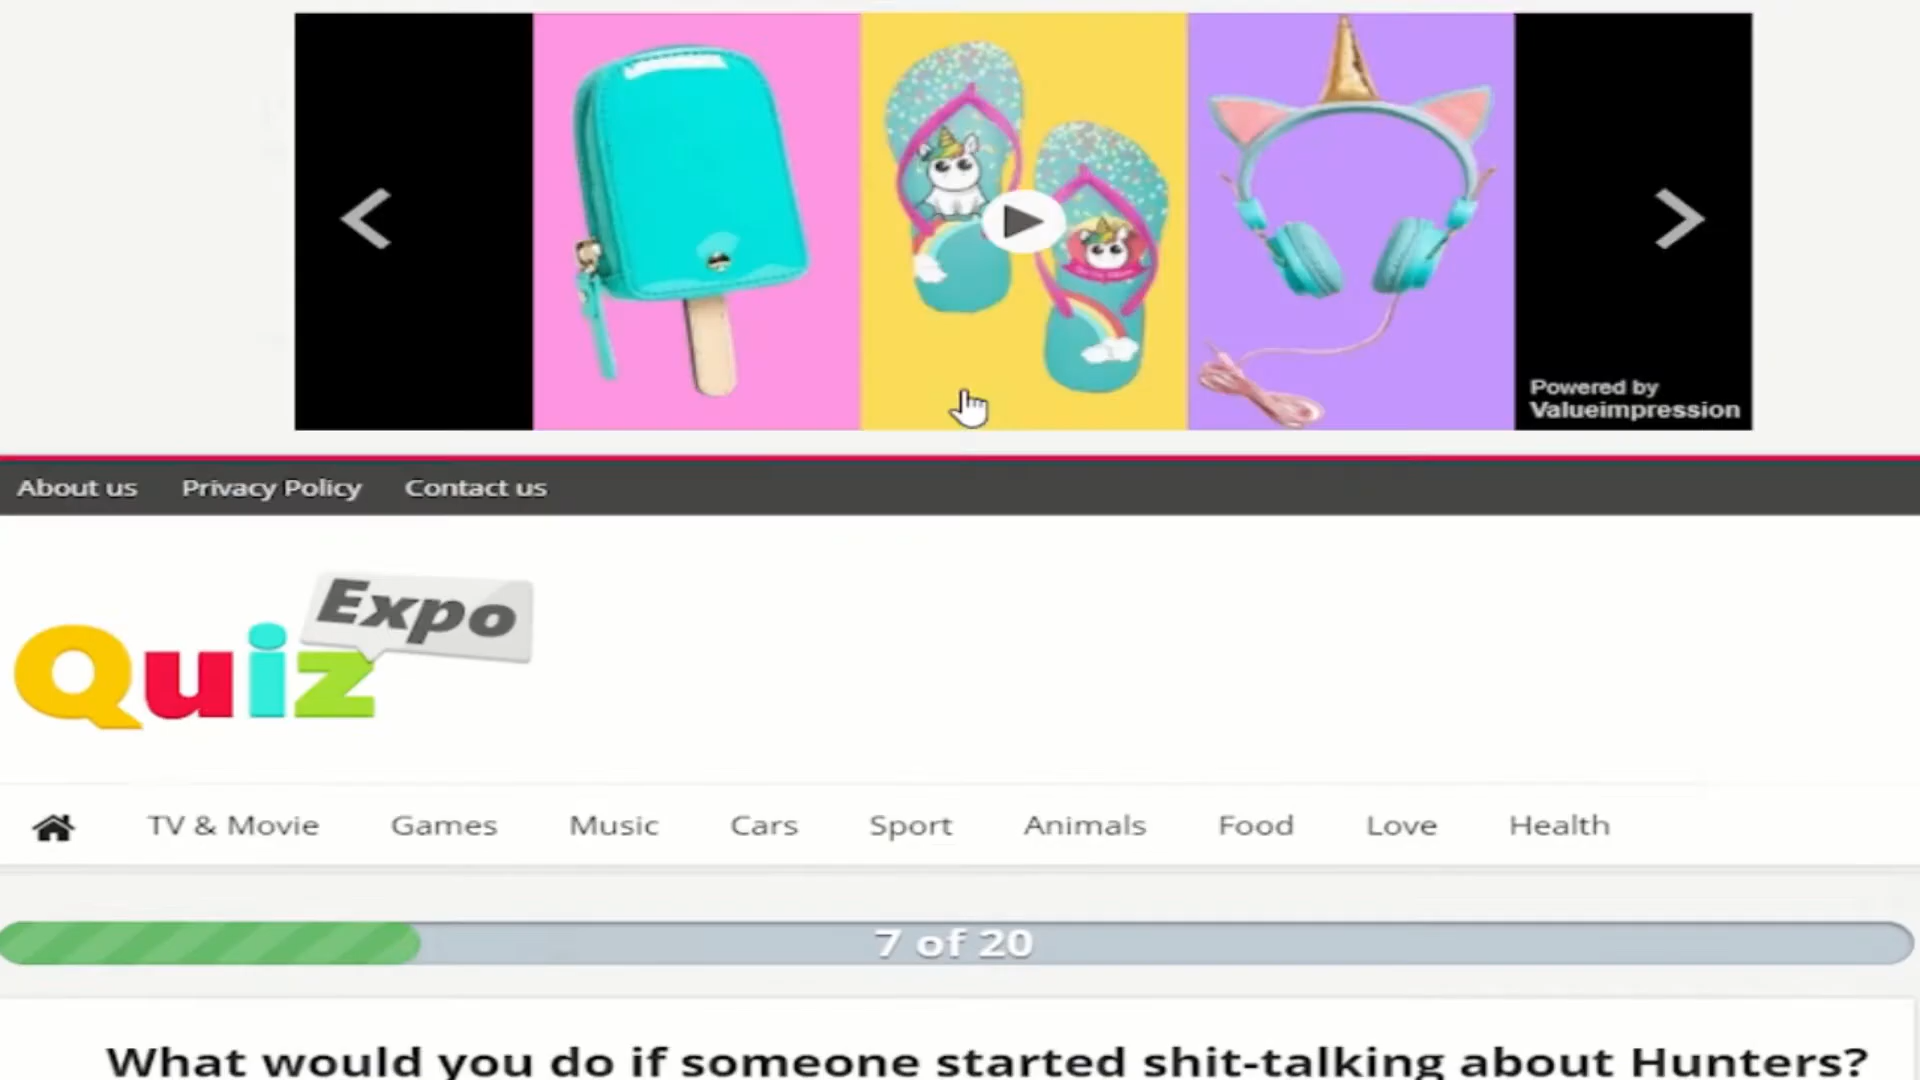 Powered by
Valueimpression
About us Privacy Policy Contact us
Expo
Quiz
TV & Movie Games Music Cars Sport Animals Food Love Health
7 of 20
What would you do if someone started shit-talking about Hunters?